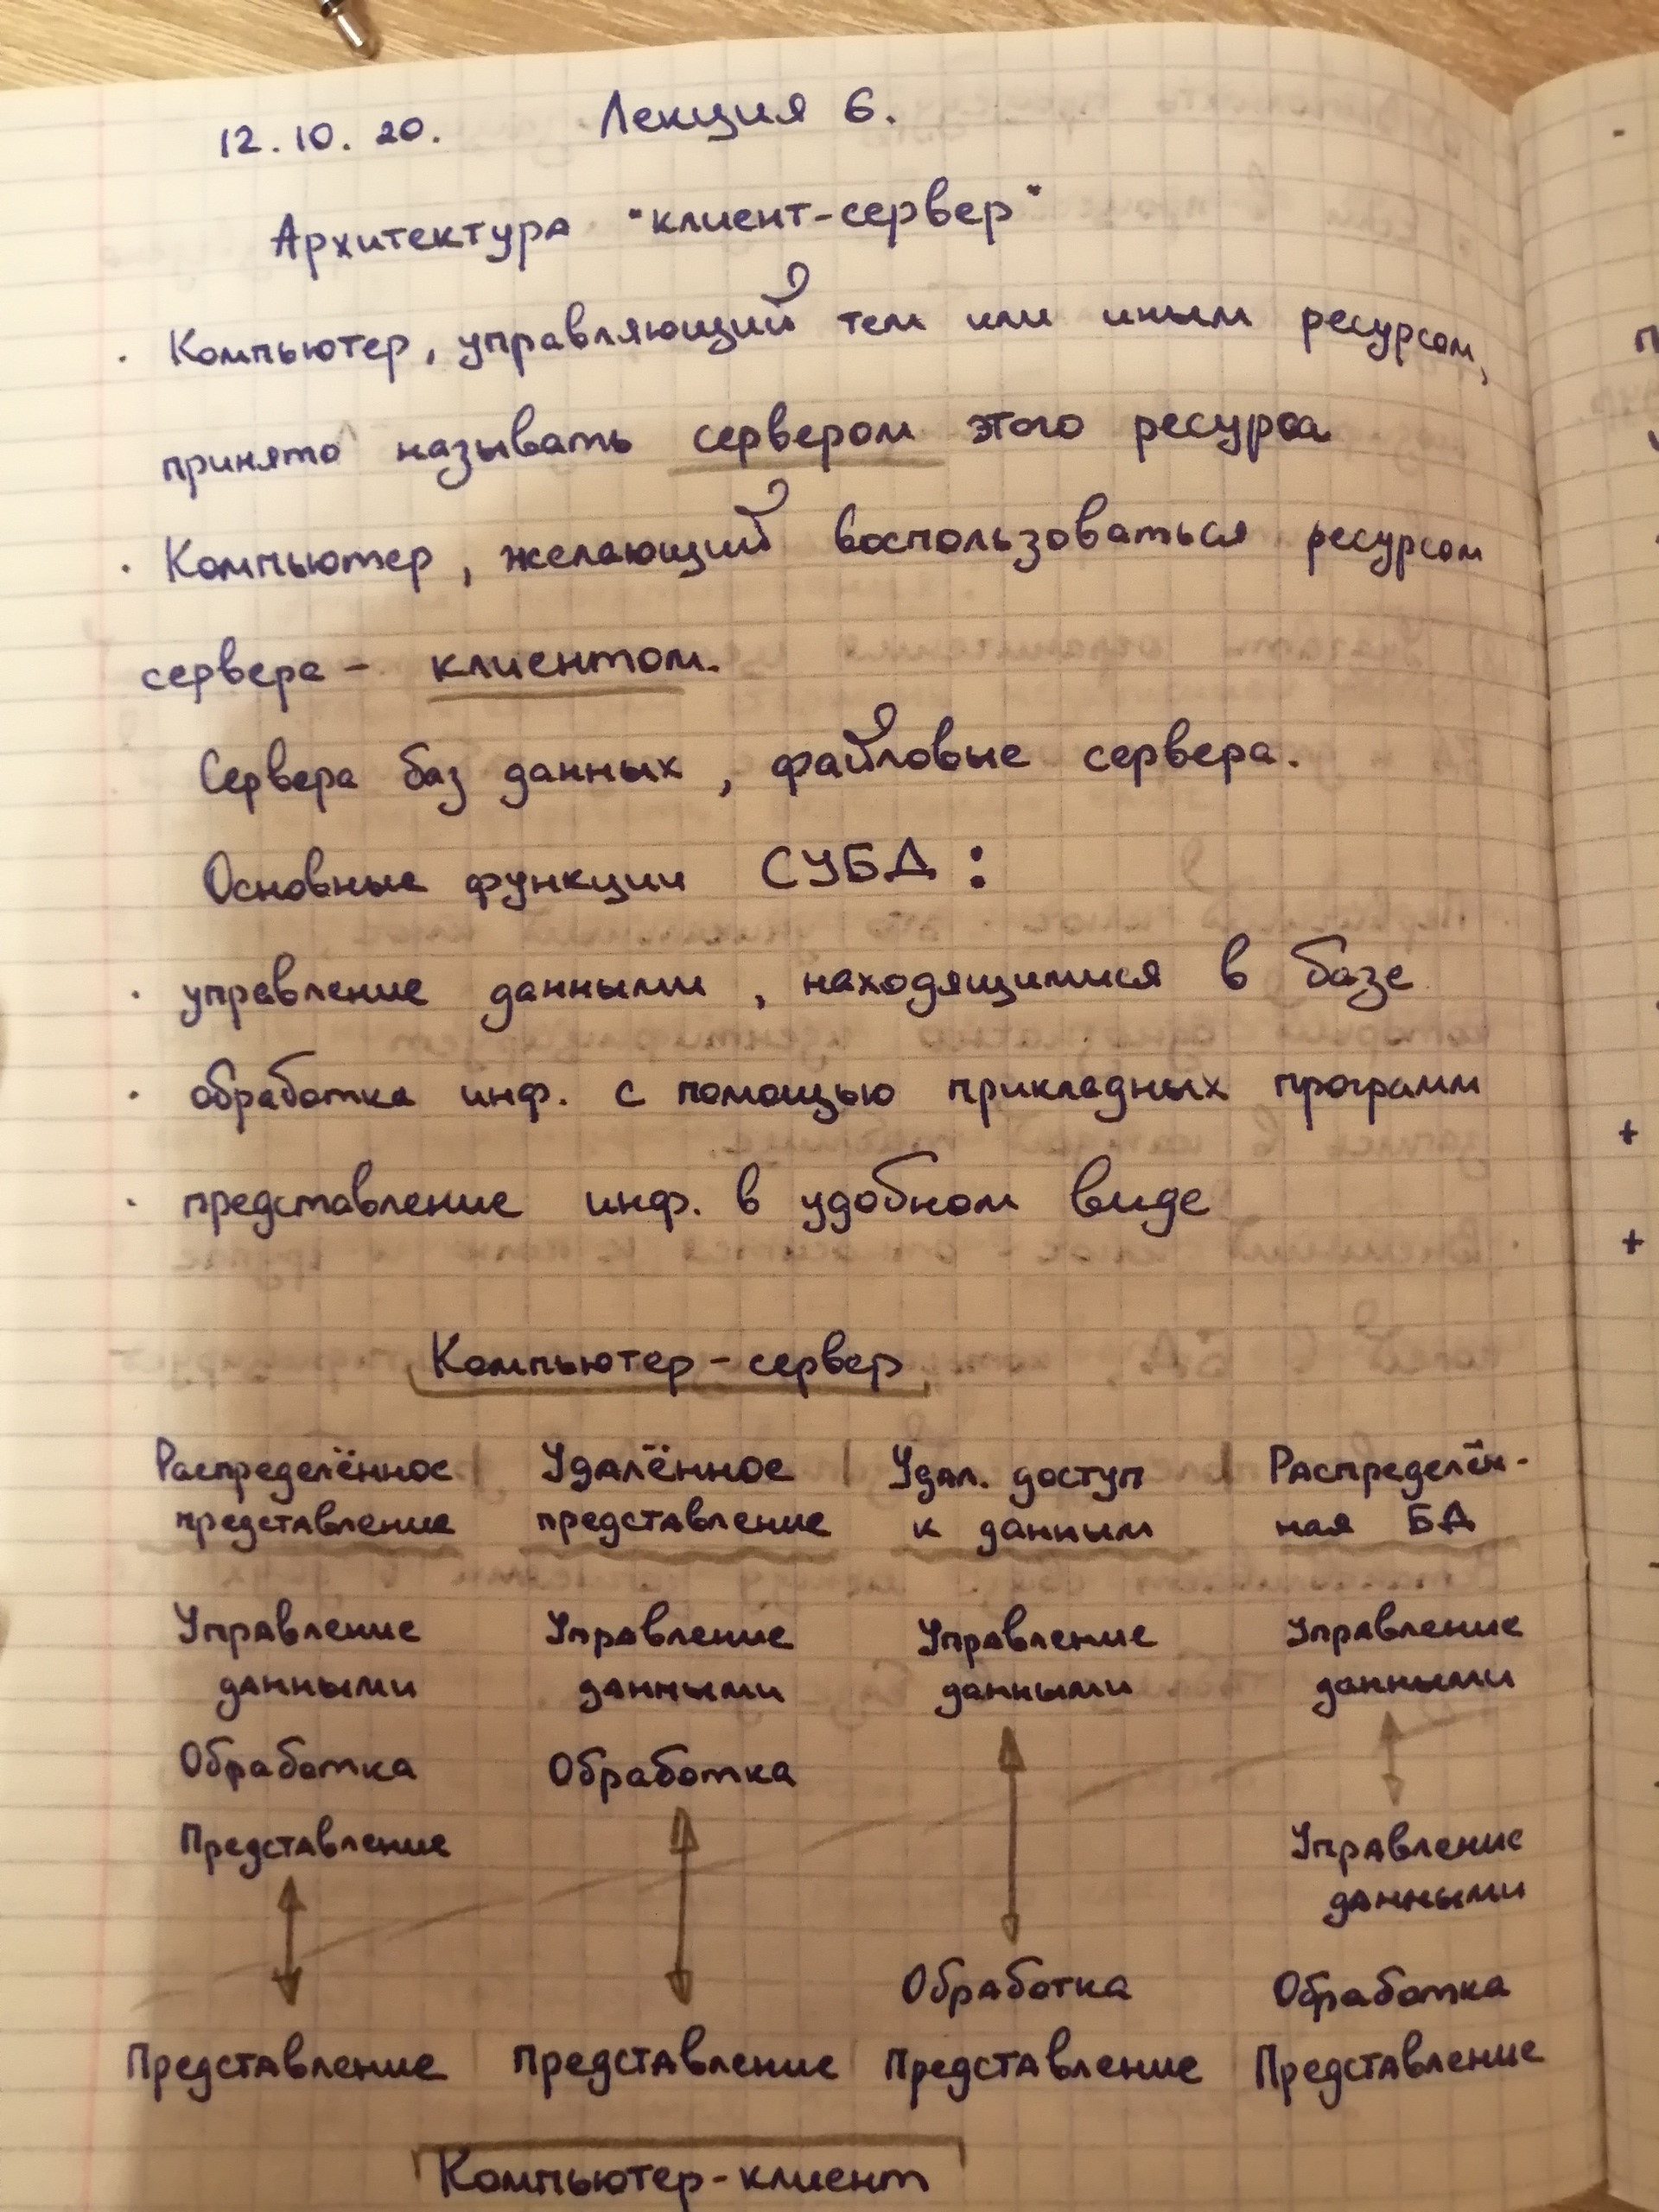 12.10.20. Лекция 6.
Архитектура "клиент-сервер"
· Компьютер, управляющий тем или иным ресурсом,
принято называть сервером этого ресурса
· Компьютер, желающий воспользоваться ресурсом
сервера - клиентом.
Сервера баз данных, файловые сервера.
Основные функции СУБД:
· управление данными, находящимися в базе
· обработка инф. с помощью прикладных программ
· представление инф. в удобном виде
Компьютер-сервер
Распределённое | Удалённое | Удал. доступ | Распределён-
представление представление к данным ная БД
Управление Управление Управление Управление
данными данными данными данными
Обработка Обработка
Представление Управление
данными
Обработка Обработка
Представление Представление Представление Представление
Компьютер-клиент